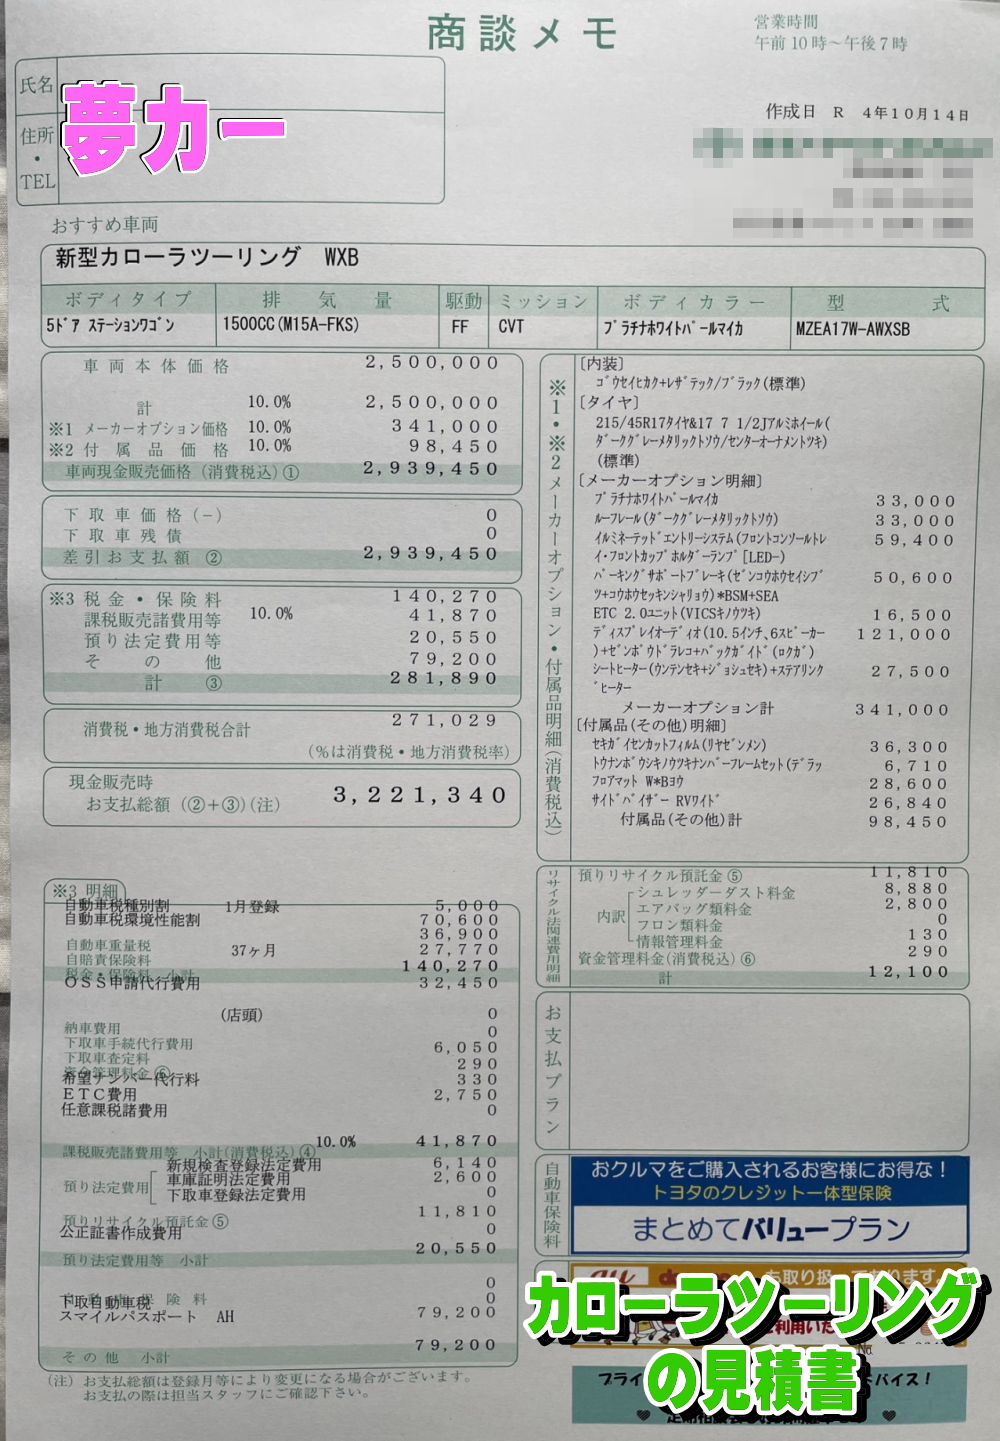 商談メモ
営業時間
午前10時～午後7時
氏名
夢カー
住所
・
TEL
作成日 R 4年10月14日
おすすめ車両
新型カローラツーリング WXB
ボディタイプ 排気量 駆動 ミッション ボディカラー 型式
5ﾄﾞｱ ｽﾃｰｼｮﾝﾜｺﾞﾝ 1500CC(M15A-FKS) FF CVT ﾌﾟﾗﾁﾅﾎﾜｲﾄﾊﾟｰﾙﾏｲｶ MZEA17W-AWXSB
車両本体価格 2,500,000
計 10.0% 2,500,000
※1 メーカーオプション価格 10.0% 341,000
※2 付属品価格 10.0% 98,450
車両現金販売価格(消費税込)① 2,939,450
下取車価格(−) 0
下取車残債 0
差引お支払額 ② 2,939,450
※3 税金・保険料 140,270
課税販売諸費用等 10.0% 41,870
預り法定費用等 20,550
その他 79,200
計 ③ 281,890
消費税・地方消費税合計 271,029
(%は消費税・地方消費税率)
現金販売時
お支払総額(②+③)(注) 3,221,340
※3 明細
自動車税種別割 1月登録 5,000
自動車税環境性能割 70,600
自動車重量税 36,900
自賠責保険料 37ヶ月 27,770
税金・保険料 小計 140,270
OSS申請代行費用 32,450
(店頭) 0
納車費用 0
下取車手続代行費用 6,050
下取車査定料
資金管理料金⑥ 290
希望ナンバー代行料 330
ETC費用 2,750
任意課税諸費用 0
課税販売諸費用等 小計(消費税込)④ 10.0% 41,870
預り法定費用
新規検査登録法定費用 6,140
車庫証明法定費用 2,600
下取車登録法定費用 0
預りリサイクル預託金⑤ 11,810
公正証書作成費用 0
預り法定費用等 小計 20,550
0
下取自動車税 0
スマイルパスポート AH 79,200
その他 小計 79,200
(注) お支払総額は登録月等により変更になる場合がございます。
お支払の際は担当スタッフにご確認下さい。
※1・※2メーカーオプション・付属品明細(消費税込)
[内装]
ｺﾞｳｾｲﾋｶｸ+ﾚｻﾞﾃｯｸ/ﾌﾞﾗｯｸ(標準)
[タイヤ]
215/45R17ﾀｲﾔ&17 7 1/2Jｱﾙﾐﾎｲｰﾙ(
ﾀﾞｰｸｸﾞﾚｰﾒﾀﾘｯｸﾄｿｳ/ｾﾝﾀｰｵｰﾅﾒﾝﾄﾂｷ)
(標準)
[メーカーオプション明細]
ﾌﾟﾗﾁﾅﾎﾜｲﾄﾊﾟｰﾙﾏｲｶ 33,000
ﾙｰﾌﾚｰﾙ(ﾀﾞｰｸｸﾞﾚｰﾒﾀﾘｯｸﾄｿｳ) 33,000
ｲﾙﾐﾈｰﾃｯﾄﾞｴﾝﾄﾘｰｼｽﾃﾑ(ﾌﾛﾝﾄｺﾝｿｰﾙﾄﾚ 59,400
ｲ･ﾌﾛﾝﾄｶｯﾌﾟﾎﾙﾀﾞｰﾗﾝﾌﾟ[LED-)
ﾊﾟｰｷﾝｸﾞｻﾎﾟｰﾄﾌﾞﾚｰｷ(ｾﾞﾝｺｳﾎｳｾｲｼﾌﾞ 50,600
ﾂ+ｺｳﾎｳｾｯｷﾝｼｬﾘｮｳ)*BSM+SEA
ETC 2.0ﾕﾆｯﾄ(VICSｷﾉｳﾂｷ) 16,500
ﾃﾞｨｽﾌﾟﾚｲｵｰﾃﾞｨｵ(10.5ｲﾝﾁ､6ｽﾋﾟｰｶｰ 121,000
)+ｾﾞﾝﾎﾟｳﾄﾞﾗﾚｺ+ﾊﾞｯｸｶﾞｲﾄﾞ(ﾛｸｶﾞ)
ｼｰﾄﾋｰﾀｰ(ｳﾝﾃﾝｾｷ+ｼﾞｮｼｭｾｷ)+ｽﾃｱﾘﾝｸ 27,500
ﾞﾋｰﾀｰ
メーカーオプション計 341,000
[付属品(その他)明細]
ｾｷｶﾞｲｾﾝｶｯﾄﾌｨﾙﾑ(ﾘﾔｾﾞﾝﾒﾝ) 36,300
ﾄｳﾅﾝﾎﾞｳｼｷﾉｳﾂｷﾅﾝﾊﾞｰﾌﾚｰﾑｾｯﾄ(ﾃﾞﾗｯ 6,710
ﾌﾛｱﾏｯﾄ W*Bﾖｳ 28,600
ｻｲﾄﾞﾊﾞｲｻﾞｰ RVﾜｲﾄﾞ 26,840
付属品(その他)計 98,450
リサイクル法関連費用明細
預りリサイクル預託金⑤ 11,810
内訳
シュレッダーダスト料金 8,880
エアバッグ類料金 2,800
フロン類料金 0
情報管理料金 130
資金管理料金(消費税込)⑥ 290
計 12,100
お支払プラン
自動車保険料
おクルマをご購入されるお客様にお得な！
トヨタのクレジット一体型保険
まとめてバリュープラン
au
も取り扱っております。
カローラツーリング
の見積書
バイス！